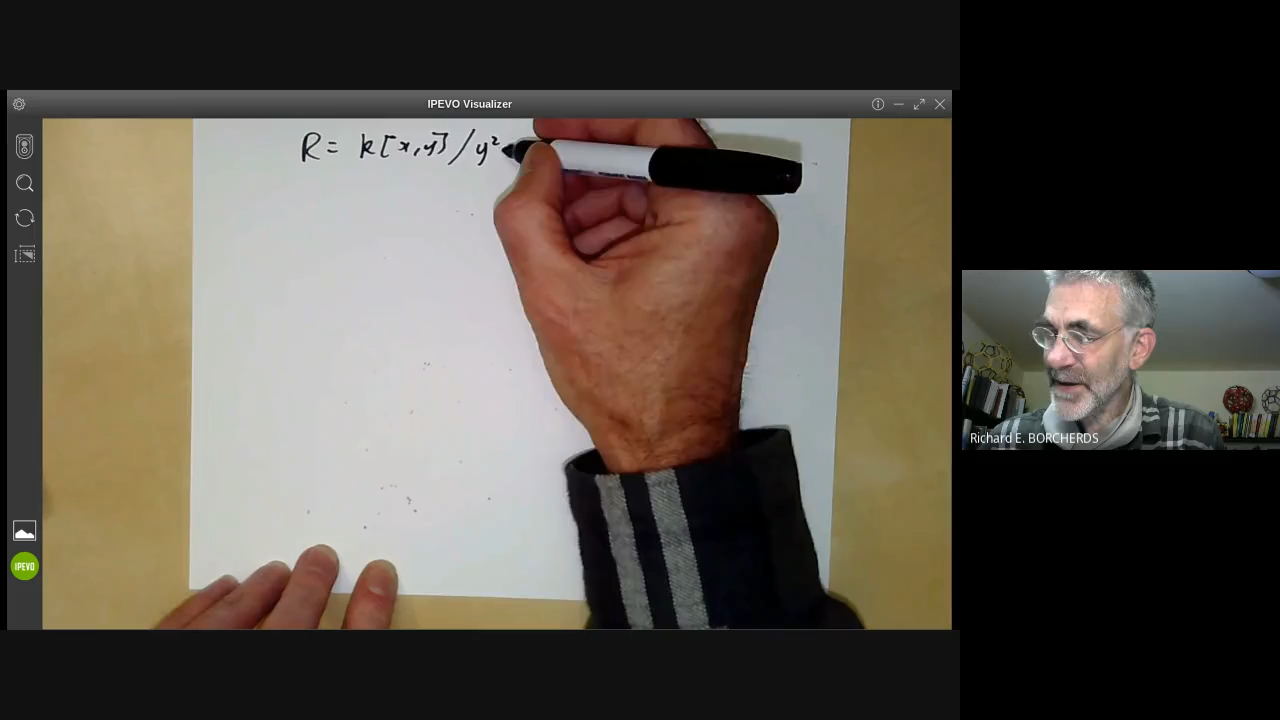 IPEVO Visualizer
R = k[x,y]/y²
IPEVO
Richard E. BORCHERDS